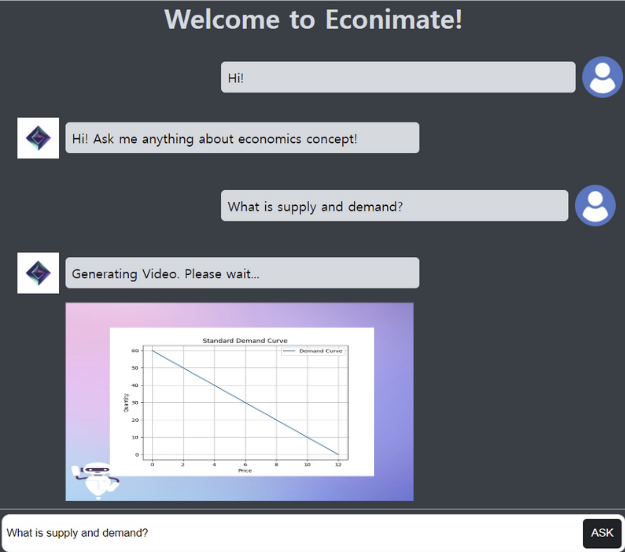 Welcome to Econimate!
Hi!
Hi! Ask me anything about economics concept!
What is supply and demand?
Generating Video. Please wait...
Standard Demand Curve
Demand Curve
60
50
40
30
20
10
0
Quantity
0 2 4 6 8 10 12
Price
What is supply and demand?
ASK